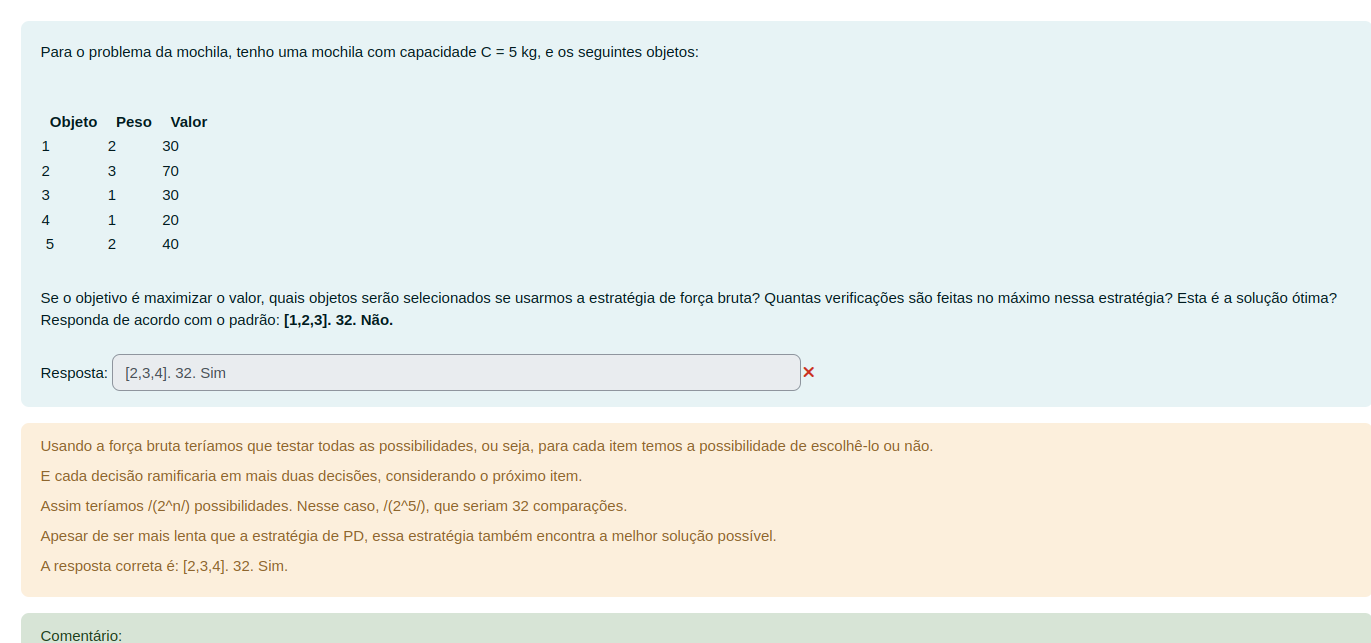 Para o problema da mochila, tenho uma mochila com capacidade C = 5 kg, e os seguintes objetos:
Objeto Peso Valor
1 2 30
2 3 70
3 1 30
4 1 20
5 2 40
Se o objetivo é maximizar o valor, quais objetos serão selecionados se usarmos a estratégia de força bruta? Quantas verificações são feitas no máximo nessa estratégia? Esta é a solução ótima?
Responda de acordo com o padrão: [1,2,3]. 32. Não.
Resposta: [2,3,4]. 32. Sim
Usando a força bruta teríamos que testar todas as possibilidades, ou seja, para cada item temos a possibilidade de escolhê-lo ou não.
E cada decisão ramificaria em mais duas decisões, considerando o próximo item.
Assim teríamos /(2^n/) possibilidades. Nesse caso, /(2^5/), que seriam 32 comparações.
Apesar de ser mais lenta que a estratégia de PD, essa estratégia também encontra a melhor solução possível.
A resposta correta é: [2,3,4]. 32. Sim.
Comentário: